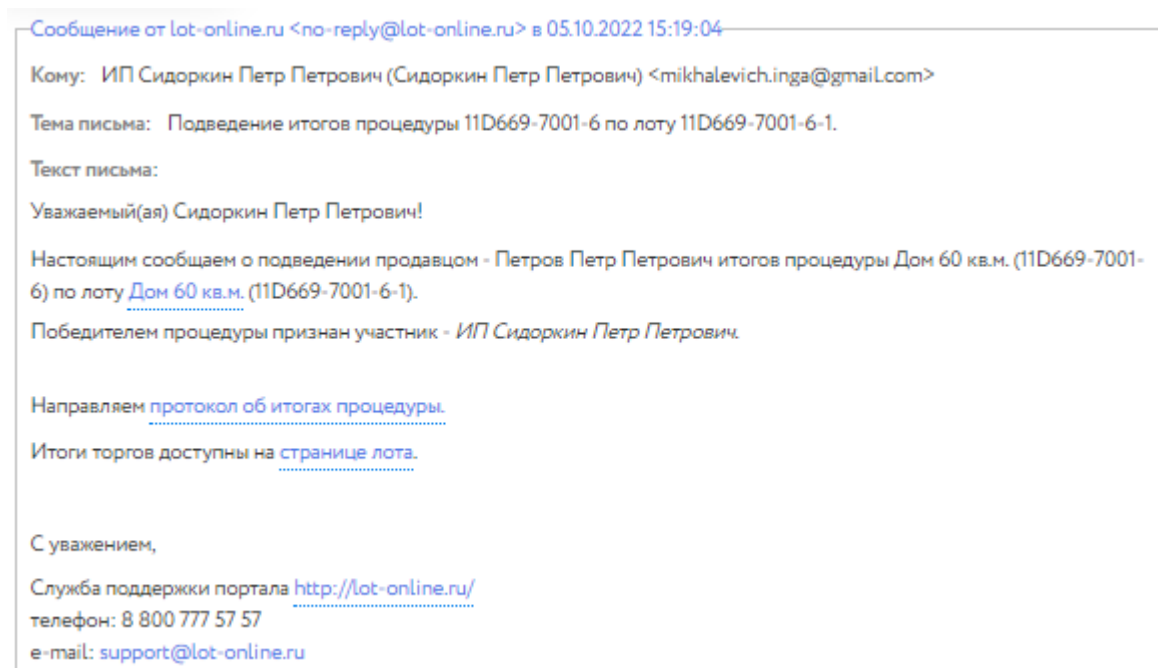 Сообщение от lot-online.ru <no-reply@lot-online.ru> в 05.10.2022 15:19:04
Кому: ИП Сидоркин Петр Петрович (Сидоркин Петр Петрович) <mikhalevich.inga@gmail.com>
Тема письма: Подведение итогов процедуры 11D669-7001-6 по лоту 11D669-7001-6-1.
Текст письма:
Уважаемый(ая) Сидоркин Петр Петрович!
Настоящим сообщаем о подведении продавцом - Петров Петр Петрович итогов процедуры Дом 60 кв.м. (11D669-7001-
6) по лоту Дом 60 кв.м. (11D669-7001-6-1).
Победителем процедуры признан участник - ИП Сидоркин Петр Петрович.
Направляем протокол об итогах процедуры.
Итоги торгов доступны на странице лота.
С уважением,
Служба поддержки портала http://lot-online.ru/
телефон: 8 800 777 57 57
e-mail: support@lot-online.ru